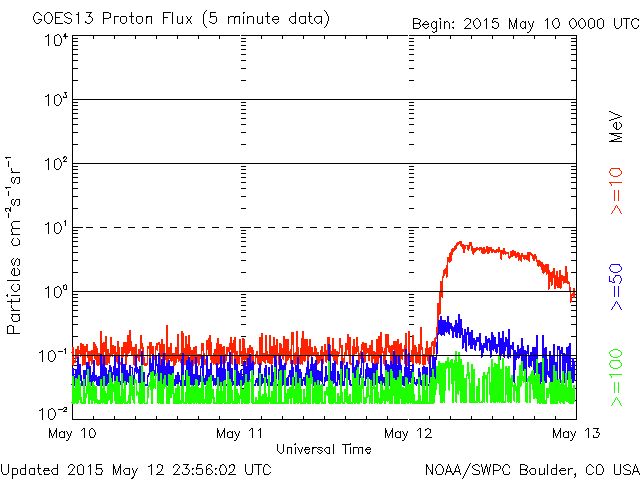 GOES13 Proton Flux (5 minute data)
Begin: 2015 May 10 0000 UTC
10⁴
10³
10²
10¹
10⁰
10⁻¹
10⁻²
Particles cm⁻²s⁻¹sr⁻¹
MeV
>=10
>=50
>=100
May 10
May 11
May 12
May 13
Universal Time
Updated 2015 May 12 23:56:02 UTC
NOAA/SWPC Boulder, CO USA